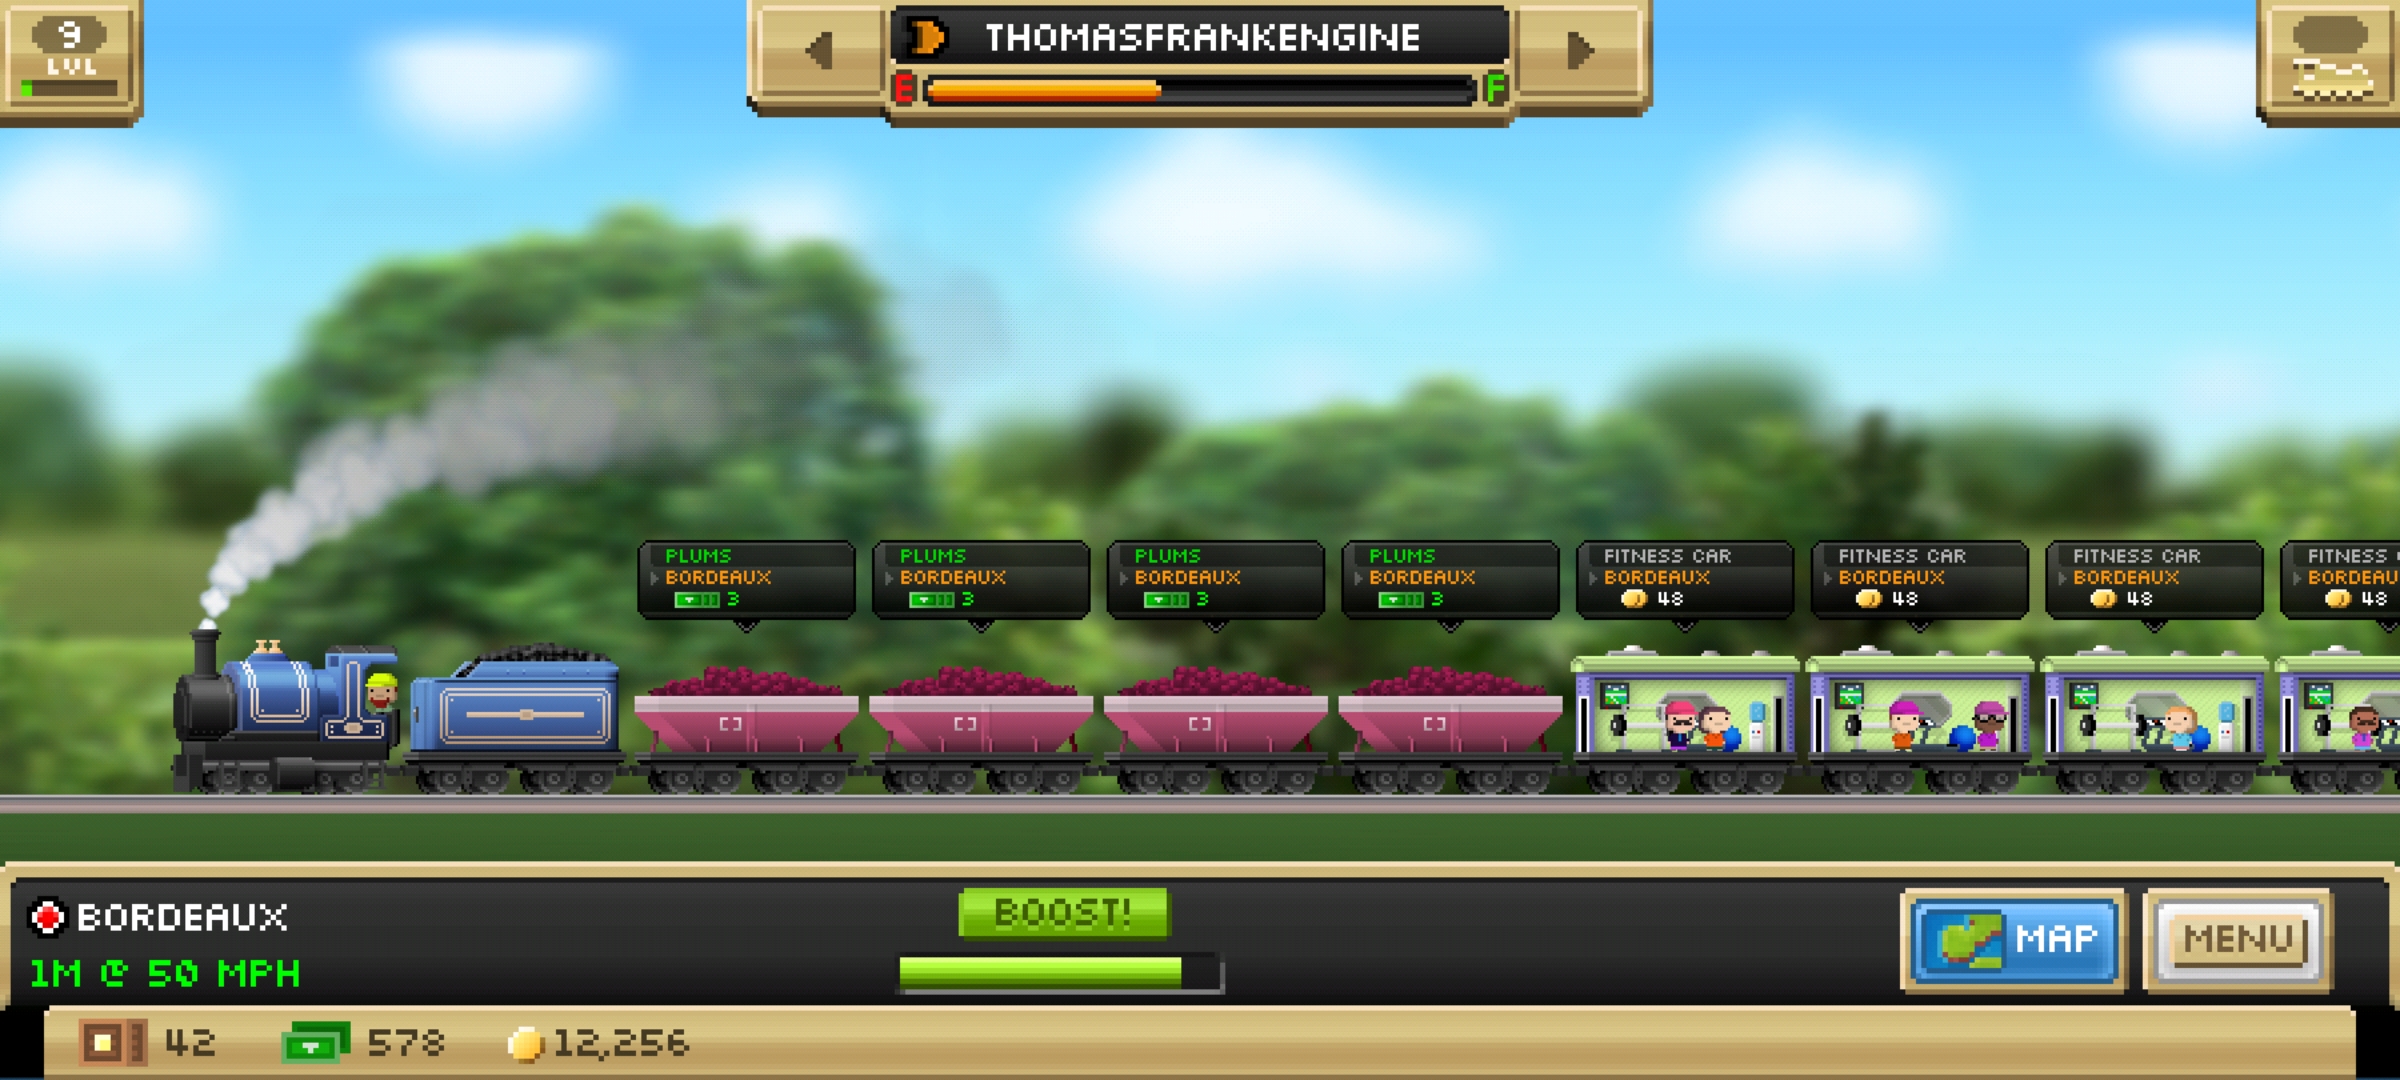 9
LVL
THOMASFRANKENGINE
E F
PLUMS
BORDEAUX
3
PLUMS
BORDEAUX
3
PLUMS
BORDEAUX
3
PLUMS
BORDEAUX
3
FITNESS CAR
BORDEAUX
48
FITNESS CAR
BORDEAUX
48
FITNESS CAR
BORDEAUX
48
FITNESS
BORDEAU
48
BORDEAUX
1M @ 50 MPH
BOOST!
MAP
MENU
42
578
12,256